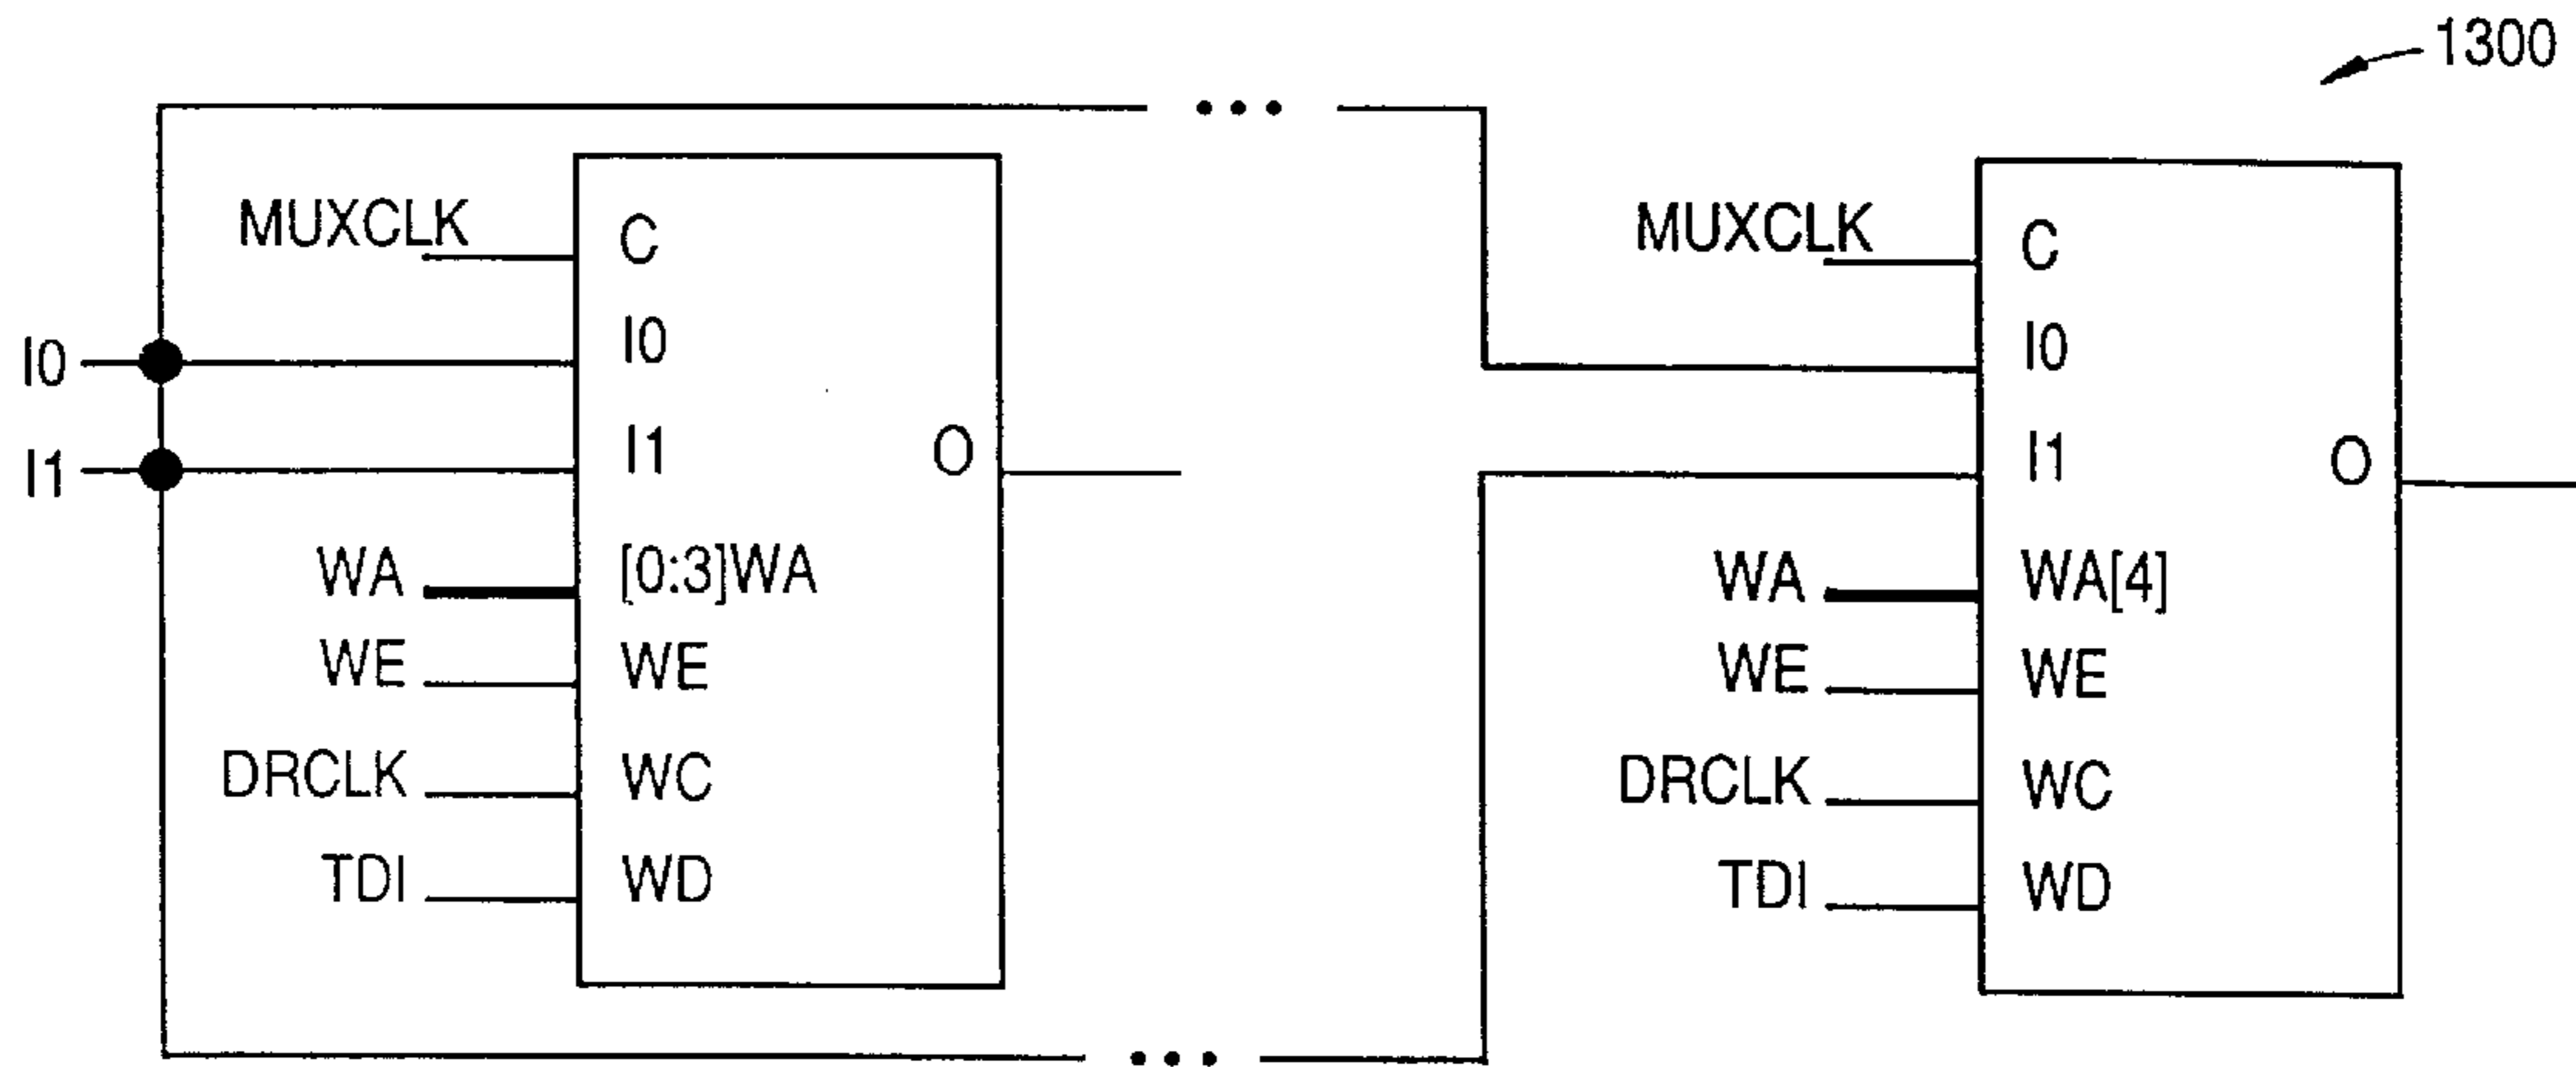 1300
MUXCLK
C
I0
I0
I1
I1
O
WA
[0:3]WA
WE
WE
DRCLK
WC
TDI
WD
MUXCLK
C
I0
I1
O
WA
WA[4]
WE
WE
DRCLK
WC
TDI
WD